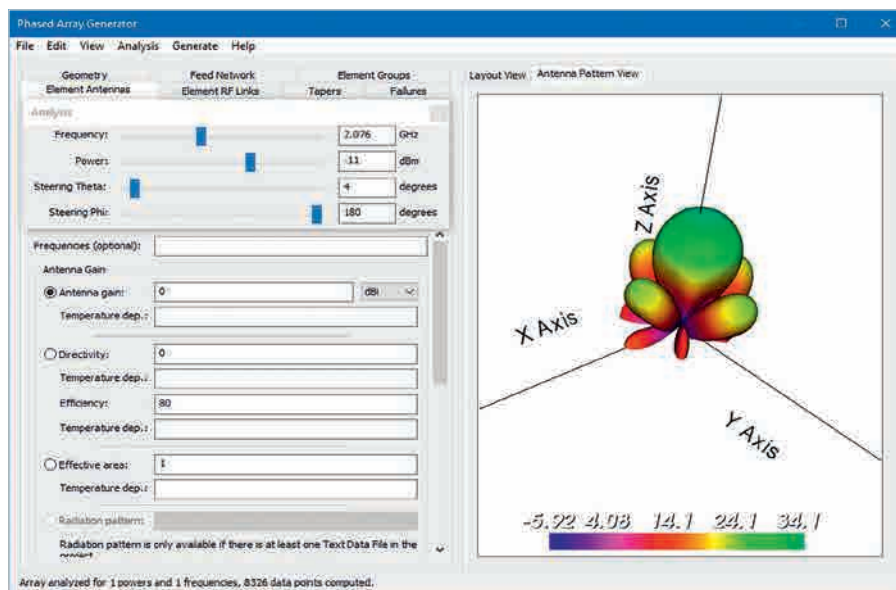 Phased Array Generator
File Edit View Analysis Generate Help
Geometry Feed Network Element Groups
Element Antennas Element RF Links Tapers Failures
Analysis
Frequency: 2.076 GHz
Power: -11 dBm
Steering Theta: 4 degrees
Steering Phi: 180 degrees
Frequences (optional):
Antenna Gain
Antenna gain: 0 dBi
Temperature dep.:
Directivity: 0
Temperature dep.:
Efficiency: 80
Temperature dep.:
Effective area: 1
Temperature dep.:
Radiation pattern:
Radiation pattern is only available if there is at least one Text Data File in the
project
Layout View Antenna Pattern View
Z Axis
X Axis
Y Axis
-5.92 4.08 14.1 24.1 34.1
Array analyzed for 1 powers and 1 frequencies, 8326 data points computed.